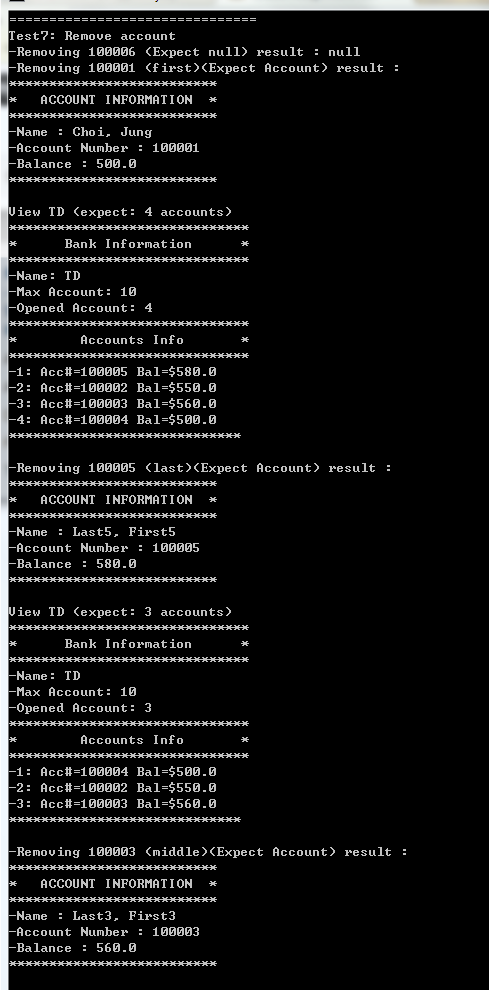 ===============================
Test7: Remove account
-Removing 100006 (Expect null) result : null
-Removing 100001 (first)(Expect Account) result :
**************************
*   ACCOUNT INFORMATION  *
**************************
-Name : Choi, Jung
-Account Number : 100001
-Balance : 500.0
**************************
View TD (expect: 4 accounts)
******************************
*      Bank Information      *
******************************
-Name: TD
-Max Account: 10
-Opened Account: 4
******************************
*        Accounts Info       *
******************************
-1: Acc#=100005 Bal=$580.0
-2: Acc#=100002 Bal=$550.0
-3: Acc#=100003 Bal=$560.0
-4: Acc#=100004 Bal=$500.0
*****************************
-Removing 100005 (last)(Expect Account) result :
**************************
*   ACCOUNT INFORMATION  *
**************************
-Name : Last5, First5
-Account Number : 100005
-Balance : 580.0
**************************
View TD (expect: 3 accounts)
******************************
*      Bank Information      *
******************************
-Name: TD
-Max Account: 10
-Opened Account: 3
******************************
*        Accounts Info       *
******************************
-1: Acc#=100004 Bal=$500.0
-2: Acc#=100002 Bal=$550.0
-3: Acc#=100003 Bal=$560.0
*****************************
-Removing 100003 (middle)(Expect Account) result :
**************************
*   ACCOUNT INFORMATION  *
**************************
-Name : Last3, First3
-Account Number : 100003
-Balance : 560.0
**************************